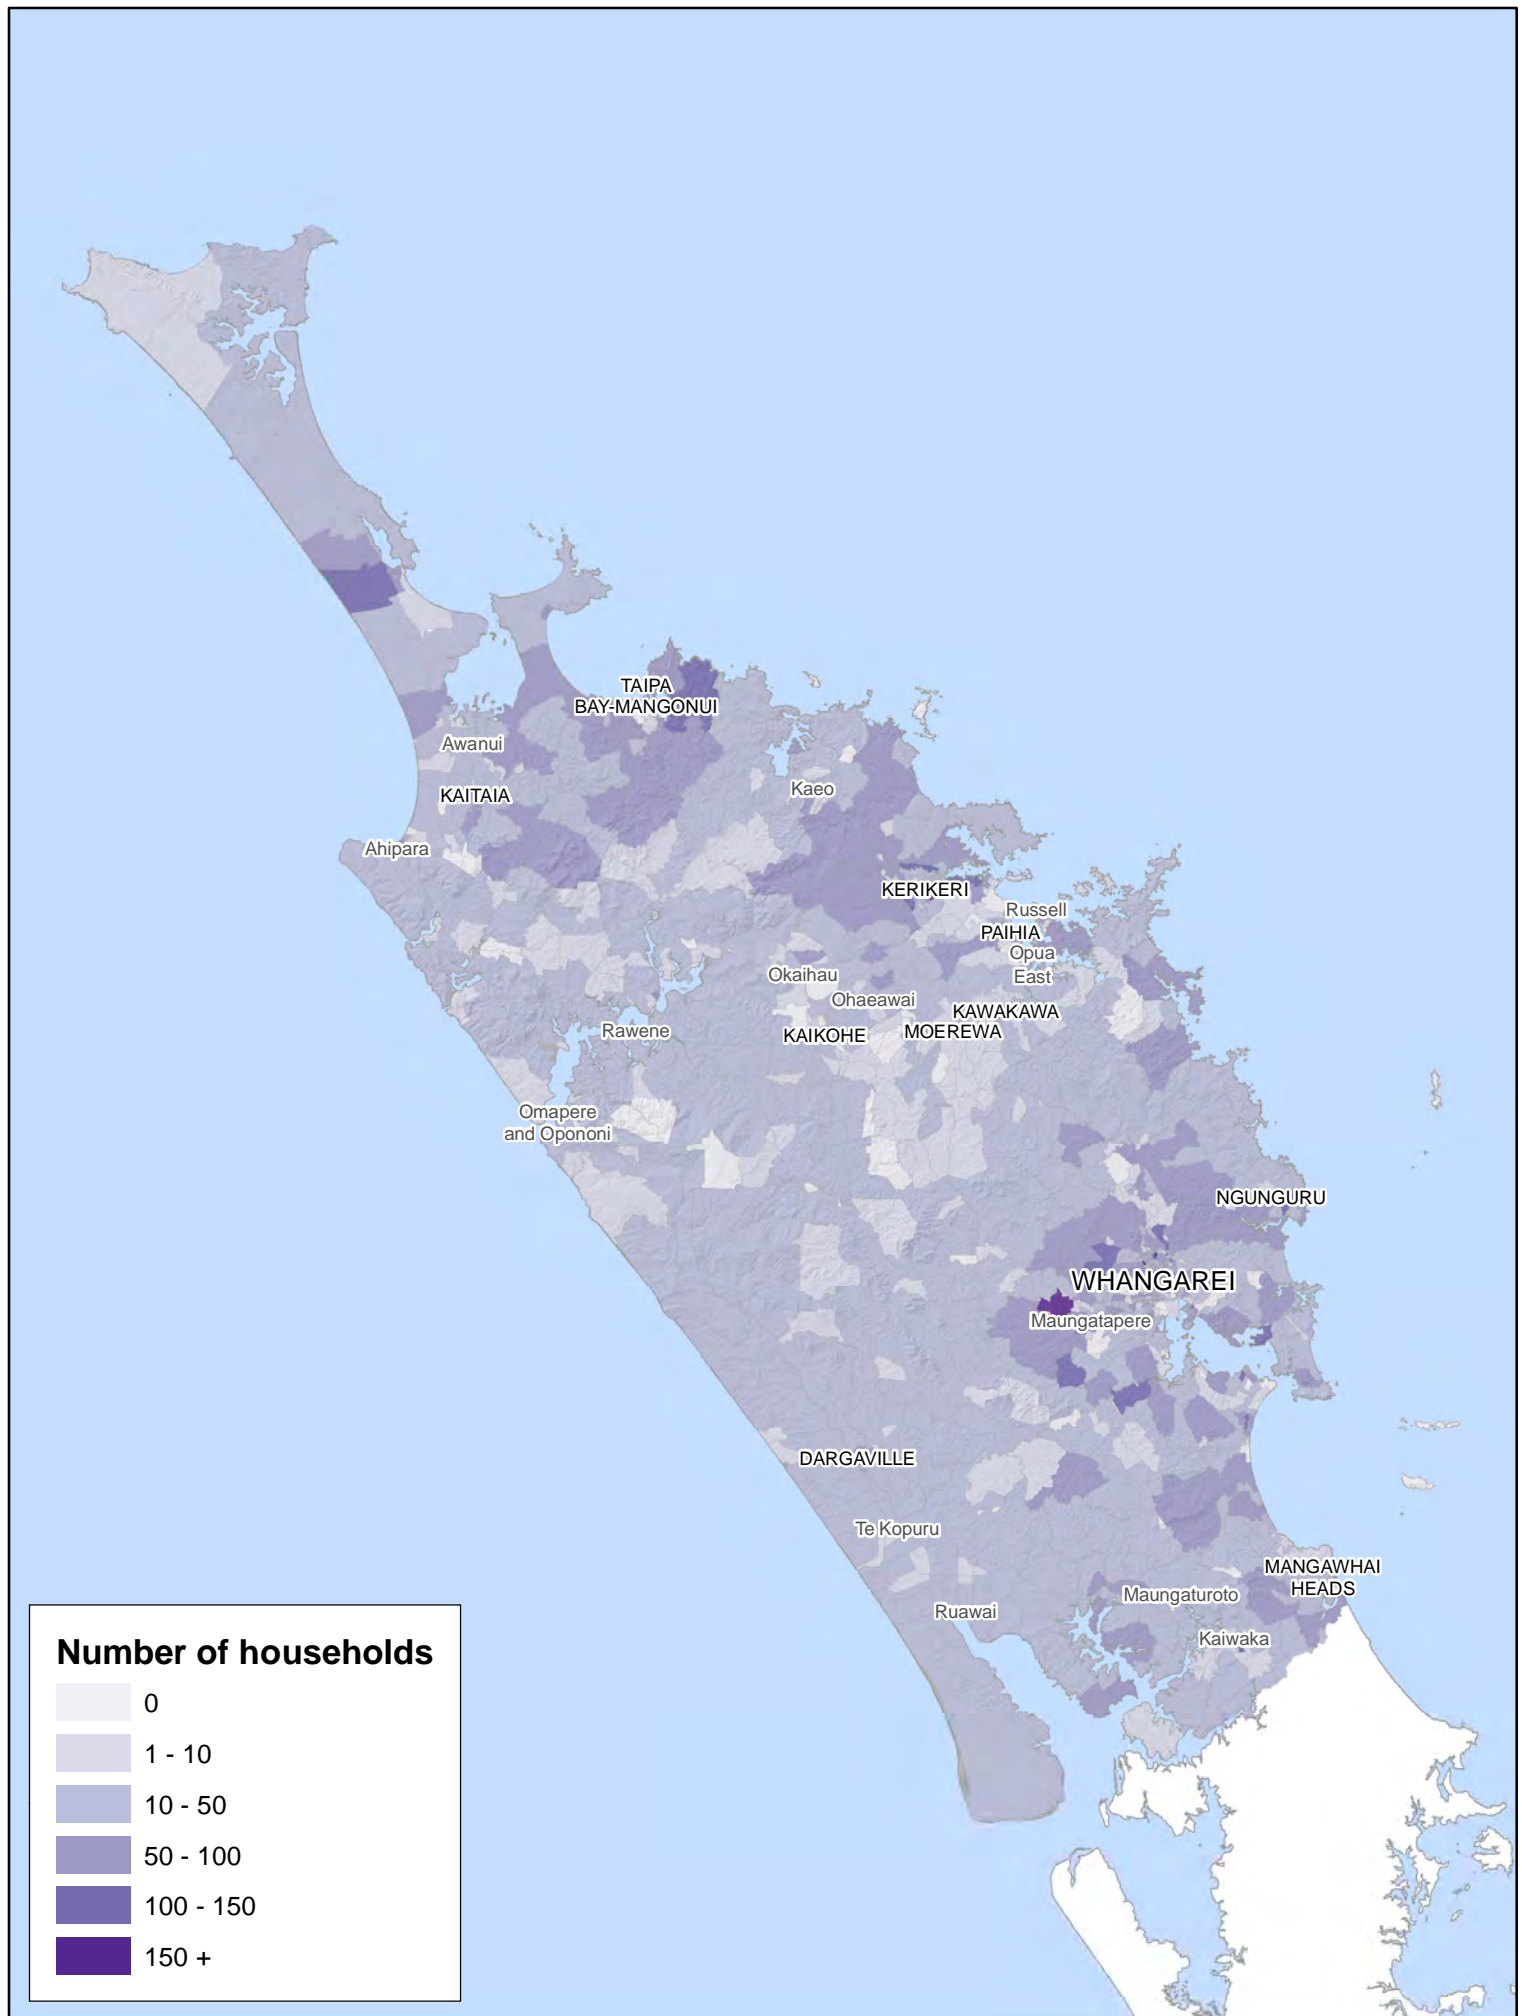 TAIPA
BAY-MANGONUI
Awanui
Kaeo
KAITAIA
Ahipara
KERIKERI
Russell
PAIHIA
Opua
East
Okaihau
Ohaeawai
KAWAKAWA
MOEREWA
KAIKOHE
Rawene
Omapere
and Opononi
NGUNGURU
WHANGAREI
Maungatapere
DARGAVILLE
Te Kopuru
MANGAWHAI
HEADS
Maungaturoto
Ruawai
Kaiwaka
Number of households
0
1 - 10
10 - 50
50 - 100
100 - 150
150 +